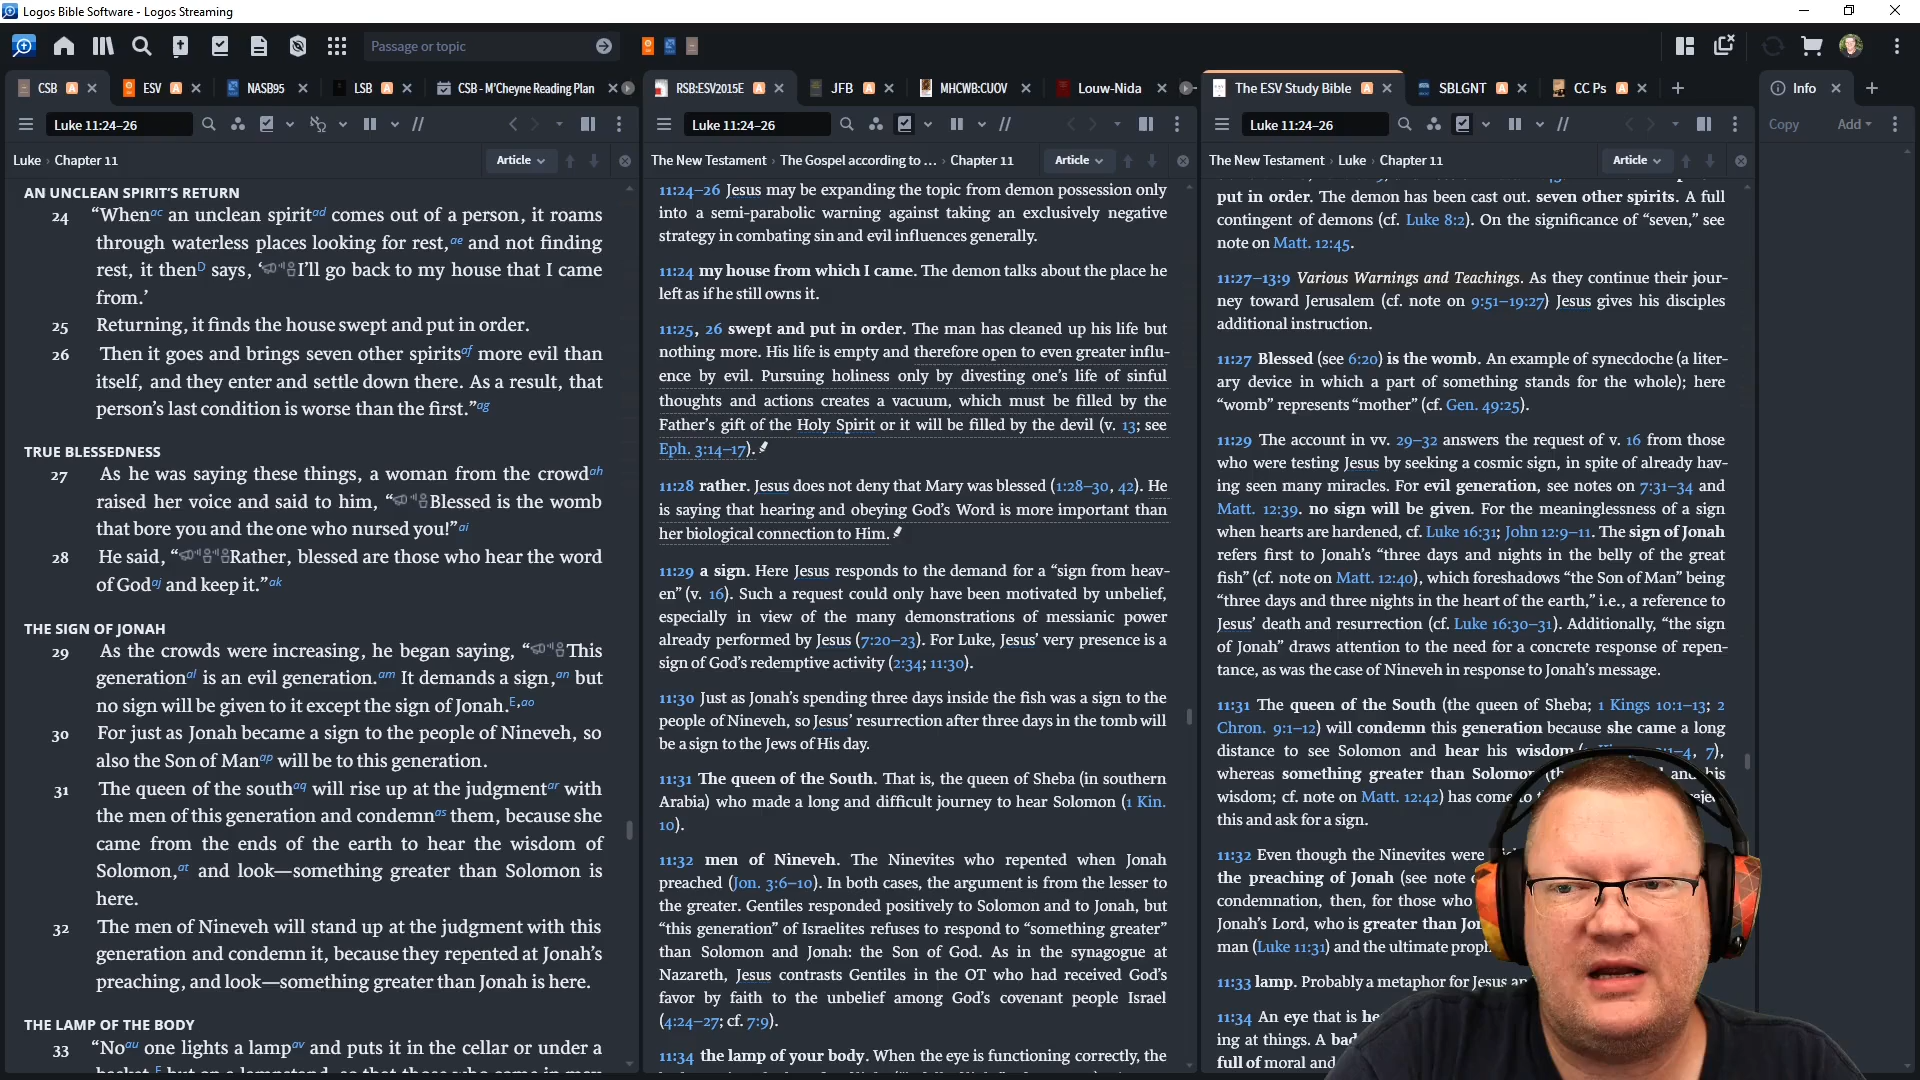 Logos Bible Software - Logos Streaming
Passage or topic
CSB A
ESV A
NASB95
LSB A
CSB - M'Cheyne Reading Plan
RSB:ESV2015E A
JFB A
MHCWB:CUOV
Louw-Nida
The ESV Study Bible A
SBLGNT A
CC Ps A
Info
Luke 11:24–26
Luke 11:24–26
Luke 11:24–26
Copy Add
Luke › Chapter 11 Article
The New Testament › The Gospel according to ... › Chapter 11 Article
The New Testament › Luke › Chapter 11 Article
AN UNCLEAN SPIRIT'S RETURN
24 “When ac an unclean spirit ad comes out of a person, it roams
through waterless places looking for rest, ae and not finding
rest, it then D says, ‘I’ll go back to my house that I came
from.’
25 Returning, it finds the house swept and put in order.
26 Then it goes and brings seven other spirits af more evil than
itself, and they enter and settle down there. As a result, that
person’s last condition is worse than the first.” ag
TRUE BLESSEDNESS
27 As he was saying these things, a woman from the crowd ah
raised her voice and said to him, “Blessed is the womb
that bore you and the one who nursed you!” ai
28 He said, “Rather, blessed are those who hear the word
of God aj and keep it.” ak
THE SIGN OF JONAH
29 As the crowds were increasing, he began saying, “This
generation al is an evil generation. am It demands a sign, an but
no sign will be given to it except the sign of Jonah. E, ao
30 For just as Jonah became a sign to the people of Nineveh, so
also the Son of Man ap will be to this generation.
31 The queen of the south aq will rise up at the judgment ar with
the men of this generation and condemn as them, because she
came from the ends of the earth to hear the wisdom of
Solomon, at and look—something greater than Solomon is
here.
32 The men of Nineveh will stand up at the judgment with this
generation and condemn it, because they repented at Jonah’s
preaching, and look—something greater than Jonah is here.
THE LAMP OF THE BODY
33 “No au one lights a lamp av and puts it in the cellar or under a
11:24–26 Jesus may be expanding the topic from demon possession only
into a semi-parabolic warning against taking an exclusively negative
strategy in combating sin and evil influences generally.
11:24 my house from which I came. The demon talks about the place he
left as if he still owns it.
11:25, 26 swept and put in order. The man has cleaned up his life but
nothing more. His life is empty and therefore open to even greater influ-
ence by evil. Pursuing holiness only by divesting one’s life of sinful
thoughts and actions creates a vacuum, which must be filled by the
Father’s gift of the Holy Spirit or it will be filled by the devil (v. 13; see
Eph. 3:14–17).
11:28 rather. Jesus does not deny that Mary was blessed (1:28–30, 42). He
is saying that hearing and obeying God’s Word is more important than
her biological connection to Him.
11:29 a sign. Here Jesus responds to the demand for a “sign from heav-
en” (v. 16). Such a request could only have been motivated by unbelief,
especially in view of the many demonstrations of messianic power
already performed by Jesus (7:20–23). For Luke, Jesus’ very presence is a
sign of God’s redemptive activity (2:34; 11:30).
11:30 Just as Jonah’s spending three days inside the fish was a sign to the
people of Nineveh, so Jesus’ resurrection after three days in the tomb will
be a sign to the Jews of His day.
11:31 The queen of the South. That is, the queen of Sheba (in southern
Arabia) who made a long and difficult journey to hear Solomon (1 Kin.
10).
11:32 men of Nineveh. The Ninevites who repented when Jonah
preached (Jon. 3:6–10). In both cases, the argument is from the lesser to
the greater. Gentiles responded positively to Solomon and to Jonah, but
“this generation” of Israelites refuses to respond to “something greater”
than Solomon and Jonah: the Son of God. As in the synagogue at
Nazareth, Jesus contrasts Gentiles in the OT who had received God’s
favor by faith to the unbelief among God’s covenant people Israel
(4:24–27; cf. 7:9).
11:34 the lamp of your body. When the eye is functioning correctly, the
put in order. The demon has been cast out. seven other spirits. A full
contingent of demons (cf. Luke 8:2). On the significance of “seven,” see
note on Matt. 12:45.
11:27–13:9 Various Warnings and Teachings. As they continue their jour-
ney toward Jerusalem (cf. note on 9:51–19:27) Jesus gives his disciples
additional instruction.
11:27 Blessed (see 6:20) is the womb. An example of synecdoche (a liter-
ary device in which a part of something stands for the whole); here
“womb” represents “mother” (cf. Gen. 49:25).
11:29 The account in vv. 29–32 answers the request of v. 16 from those
who were testing Jesus by seeking a cosmic sign, in spite of already hav-
ing seen many miracles. For evil generation, see notes on 7:31–34 and
Matt. 12:39. no sign will be given. For the meaninglessness of a sign
when hearts are hardened, cf. Luke 16:31; John 12:9–11. The sign of Jonah
refers first to Jonah’s “three days and nights in the belly of the great
fish” (cf. note on Matt. 12:40), which foreshadows “the Son of Man” being
“three days and three nights in the heart of the earth,” i.e., a reference to
Jesus’ death and resurrection (cf. Luke 16:30–31). Additionally, “the sign
of Jonah” draws attention to the need for a concrete response of repen-
tance, as was the case of Nineveh in response to Jonah’s message.
11:31 The queen of the South (the queen of Sheba; 1 Kings 10:1–13; 2
Chron. 9:1–12) will condemn this generation because she came a long
distance to see Solomon and hear his wisdom –4, 7),
whereas something greater than Solomon and his
wisdom; cf. note on Matt. 12:42) has come
this and ask for a sign.
11:32 Even though the Ninevites were
the preaching of Jonah (see note
condemnation, then, for those who
Jonah’s Lord, who is greater than
man (Luke 11:31) and the ultimate
11:33 lamp. Probably a metaphor for Jesus
11:34 An eye that is
ing at things. A
full of moral and